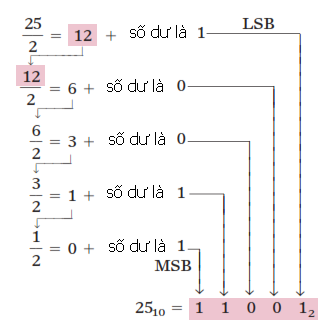 25/2 = 12 + số dư là 1 LSB
12/2 = 6 + số dư là 0
6/2 = 3 + số dư là 0
3/2 = 1 + số dư là 1
1/2 = 0 + số dư là 1
MSB
25₁₀ = 1 1 0 0 1₂